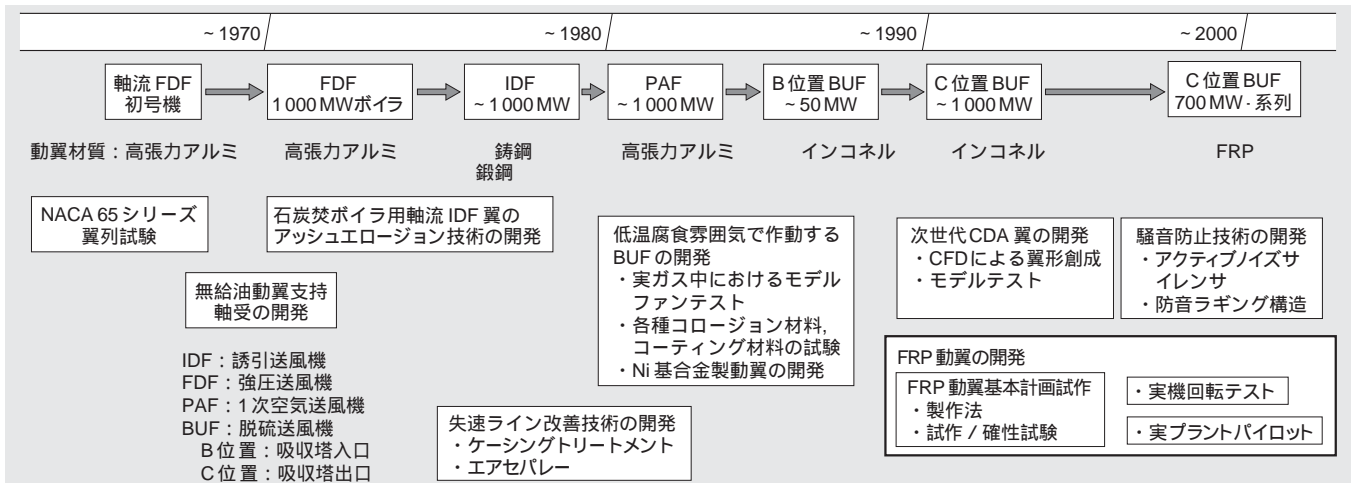 ~ 1970
~ 1980
~ 1990
~ 2000
軸流 FDF
初号機
FDF
1 000 MWボイラ
IDF
~ 1 000 MW
PAF
~ 1 000 MW
B 位置 BUF
~ 50 MW
C 位置 BUF
~ 1 000 MW
C 位置 BUF
700 MW - 系列
動翼材質：高張力アルミ
高張力アルミ
鋳鋼
鍛鋼
高張力アルミ
インコネル
インコネル
FRP
NACA 65 シリーズ
翼列試験
石炭焚ボイラ用軸流 IDF 翼の
アッシュエロージョン技術の開発
無給油動翼支持
軸受の開発
IDF：誘引送風機
FDF：強圧送風機
PAF：1 次空気送風機
BUF：脱硫送風機
B 位置：吸収塔入口
C 位置：吸収塔出口
失速ライン改善技術の開発
・ケーシングトリートメント
・エアセパレー
低温腐食雰囲気で作動する
BUF の開発
・実ガス中におけるモデル
ファンテスト
・各種コロージョン材料,
コーティング材料の試験
・Ni 基合金製動翼の開発
次世代 CDA 翼の開発
・CFDによる翼形創成
・モデルテスト
騒音防止技術の開発
・アクティブノイズサ
イレンサ
・防音ラギング構造
FRP 動翼の開発
FRP 動翼基本計画試作
・製作法
・試作 / 確性試験
・実機回転テスト
・実プラントパイロット